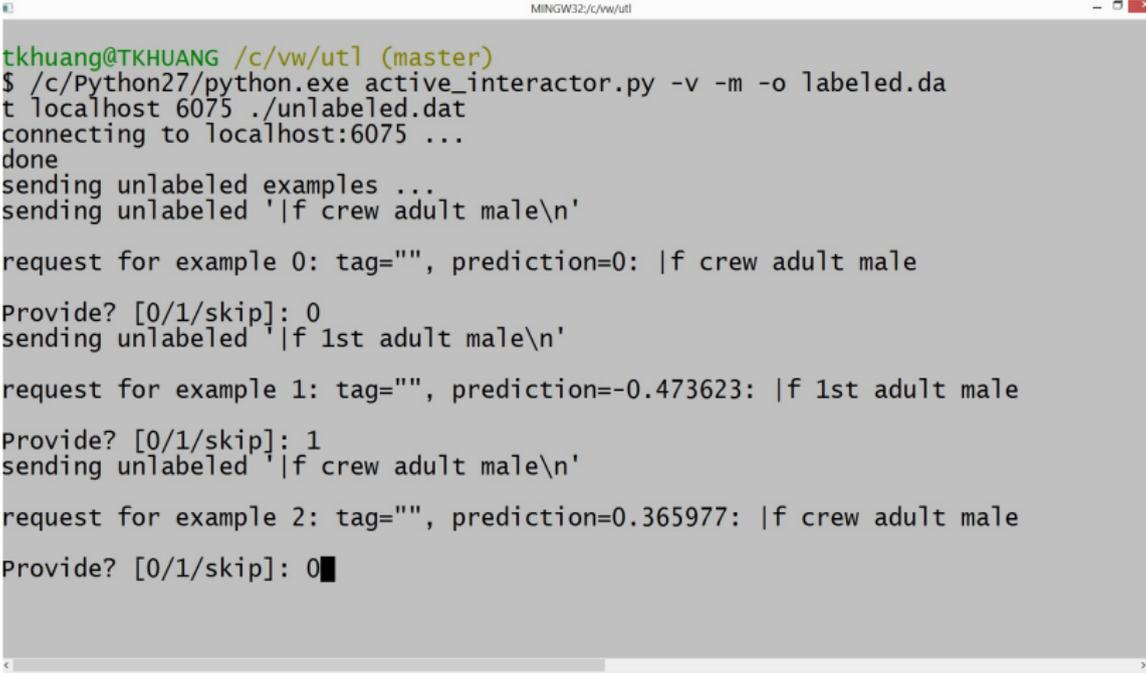 MINGW32:/c/vw/utl
tkhuang@TKHUANG /c/vw/utl (master)
$ /c/Python27/python.exe active_interactor.py -v -m -o labeled.da
t localhost 6075 ./unlabeled.dat
connecting to localhost:6075 ...
done
sending unlabeled examples ...
sending unlabeled '|f crew adult male\n'
request for example 0: tag="", prediction=0: |f crew adult male
Provide? [0/1/skip]: 0
sending unlabeled '|f 1st adult male\n'
request for example 1: tag="", prediction=-0.473623: |f 1st adult male
Provide? [0/1/skip]: 1
sending unlabeled '|f crew adult male\n'
request for example 2: tag="", prediction=0.365977: |f crew adult male
Provide? [0/1/skip]: 0